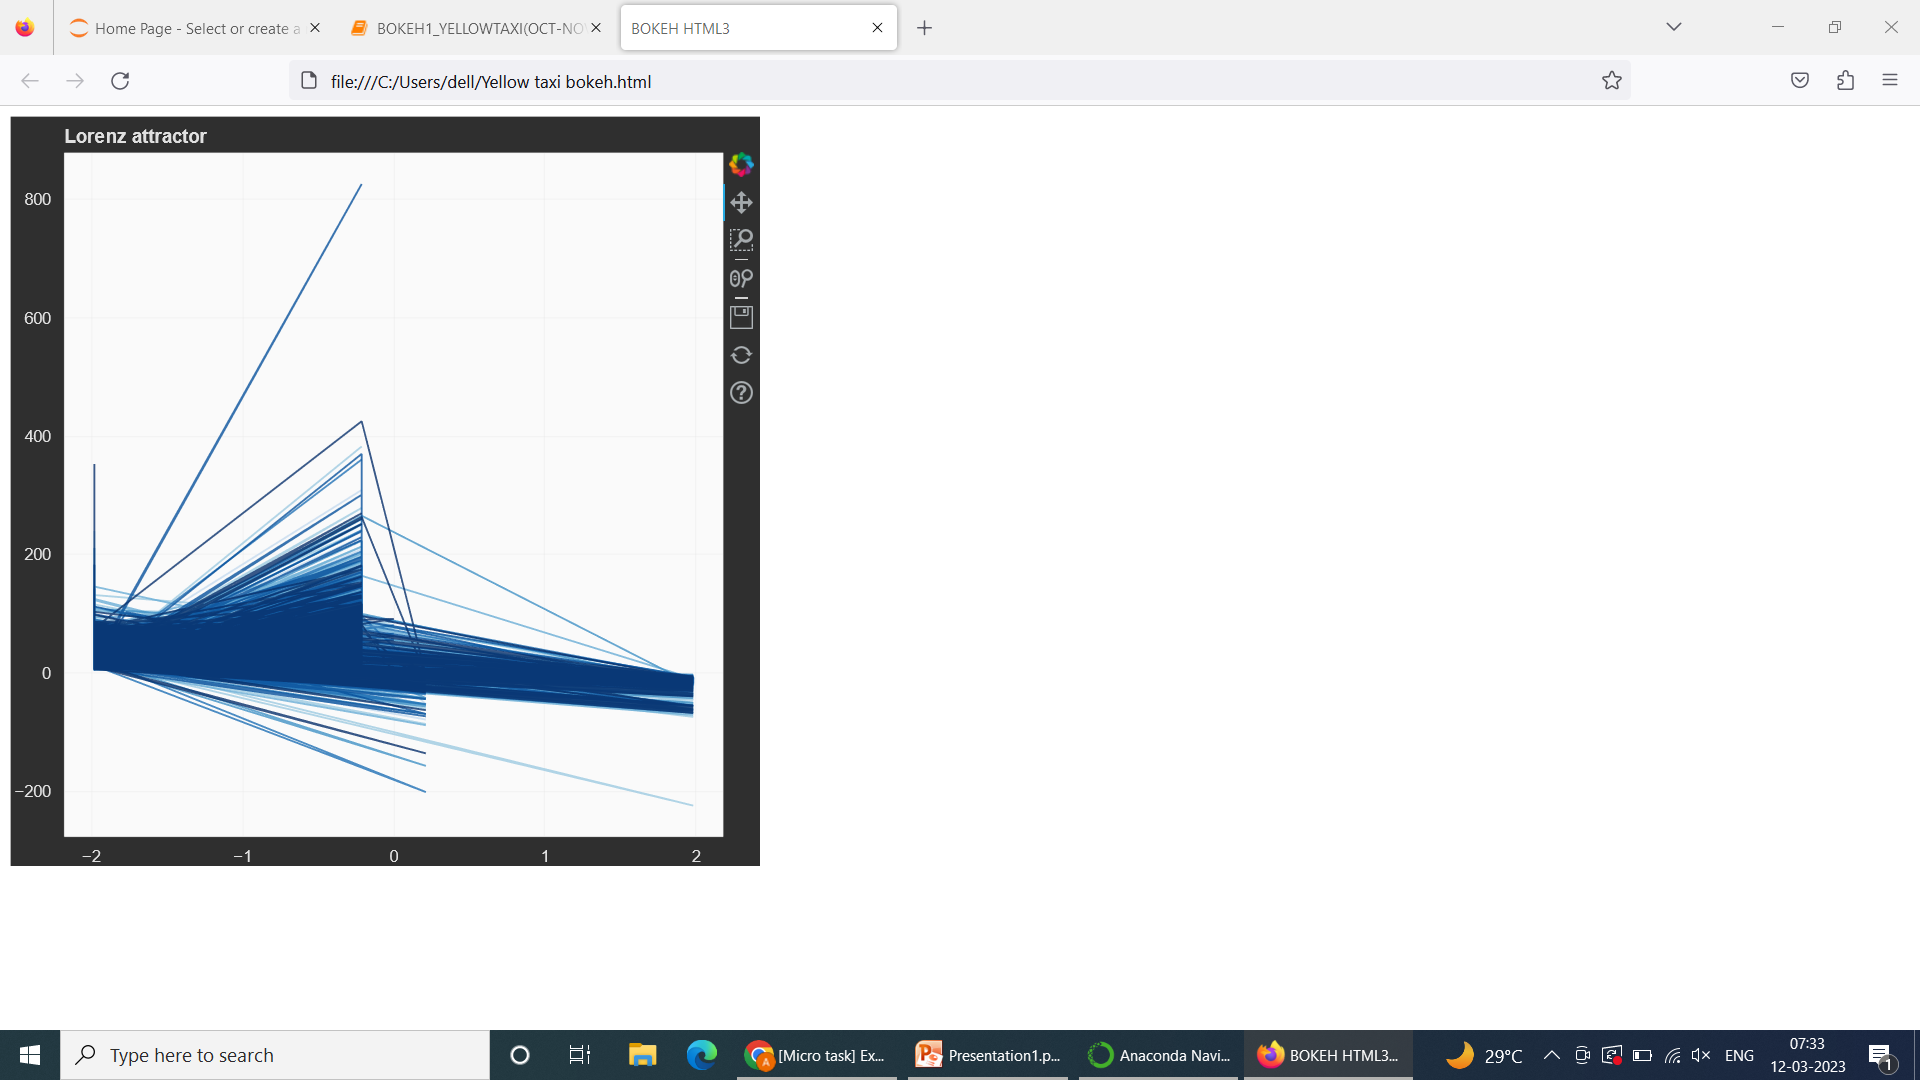 Home Page - Select or create a
BOKEH1_YELLOWTAXI(OCT-NO
BOKEH HTML3
file:///C:/Users/dell/Yellow taxi bokeh.html
Lorenz attractor
800
600
400
200
0
−200
−2
−1
0
1
2
Type here to search
[Micro task] Ex...
Presentation1.p...
Anaconda Navi...
BOKEH HTML3...
29°C
ENG
07:33
12-03-2023
1